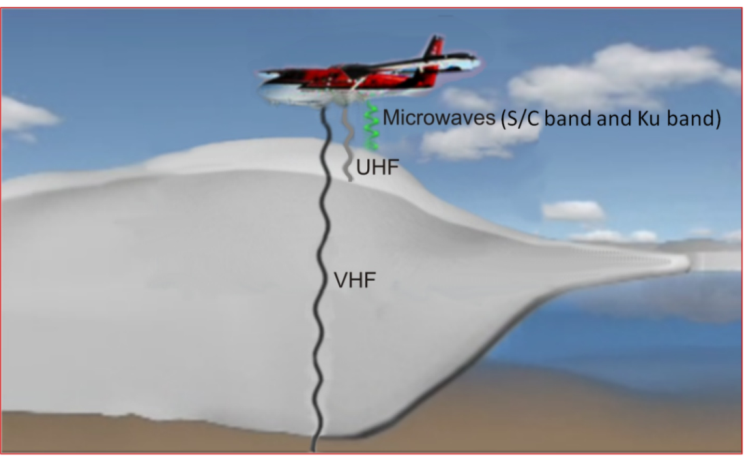 Microwaves (S/C band and Ku band)
UHF
VHF